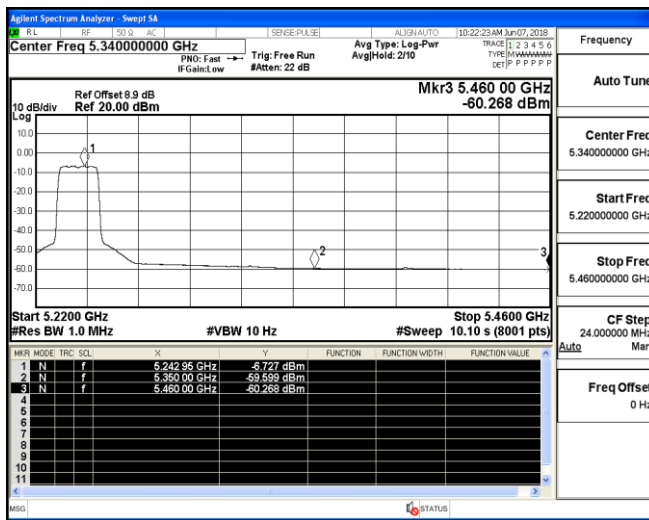 Agilent Spectrum Analyzer - Swept SA
RL RF 50 Ω AC SENSE:PULSE ALIGNAUTO 10:22:23AM Jun07, 2018
Center Freq 5.340000000 GHz
PNO: Fast
IFGain:Low
Trig: Free Run
#Atten: 22 dB
Avg Type: Log-Pwr
Avg|Hold: 2/10
TRACE 1 2 3 4 5 6
TYPE
DET P P P P P P
Mkr3 5.460 00 GHz
-60.268 dBm
Ref Offset 8.9 dB
Ref 20.00 dBm
10 dB/div
Log
10.0
0.00
-10.0
-20.0
-30.0
-40.0
-50.0
-60.0
-70.0
1
2
3
Start 5.2200 GHz
Stop 5.4600 GHz
#Res BW 1.0 MHz
#VBW 10 Hz
#Sweep 10.10 s (8001 pts)
MKR MODE TRC SCL X Y FUNCTION FUNCTION WIDTH FUNCTION VALUE
1 N f 5.242 95 GHz -6.727 dBm
2 N f 5.350 00 GHz -59.599 dBm
3 N f 5.460 00 GHz -60.268 dBm
4
5
6
7
8
9
10
11
MSG
STATUS
Frequency
Auto Tune
Center Freq
5.340000000 GHz
Start Freq
5.220000000 GHz
Stop Freq
5.460000000 GHz
CF Step
24.000000 MHz
Auto Man
Freq Offset
0 Hz